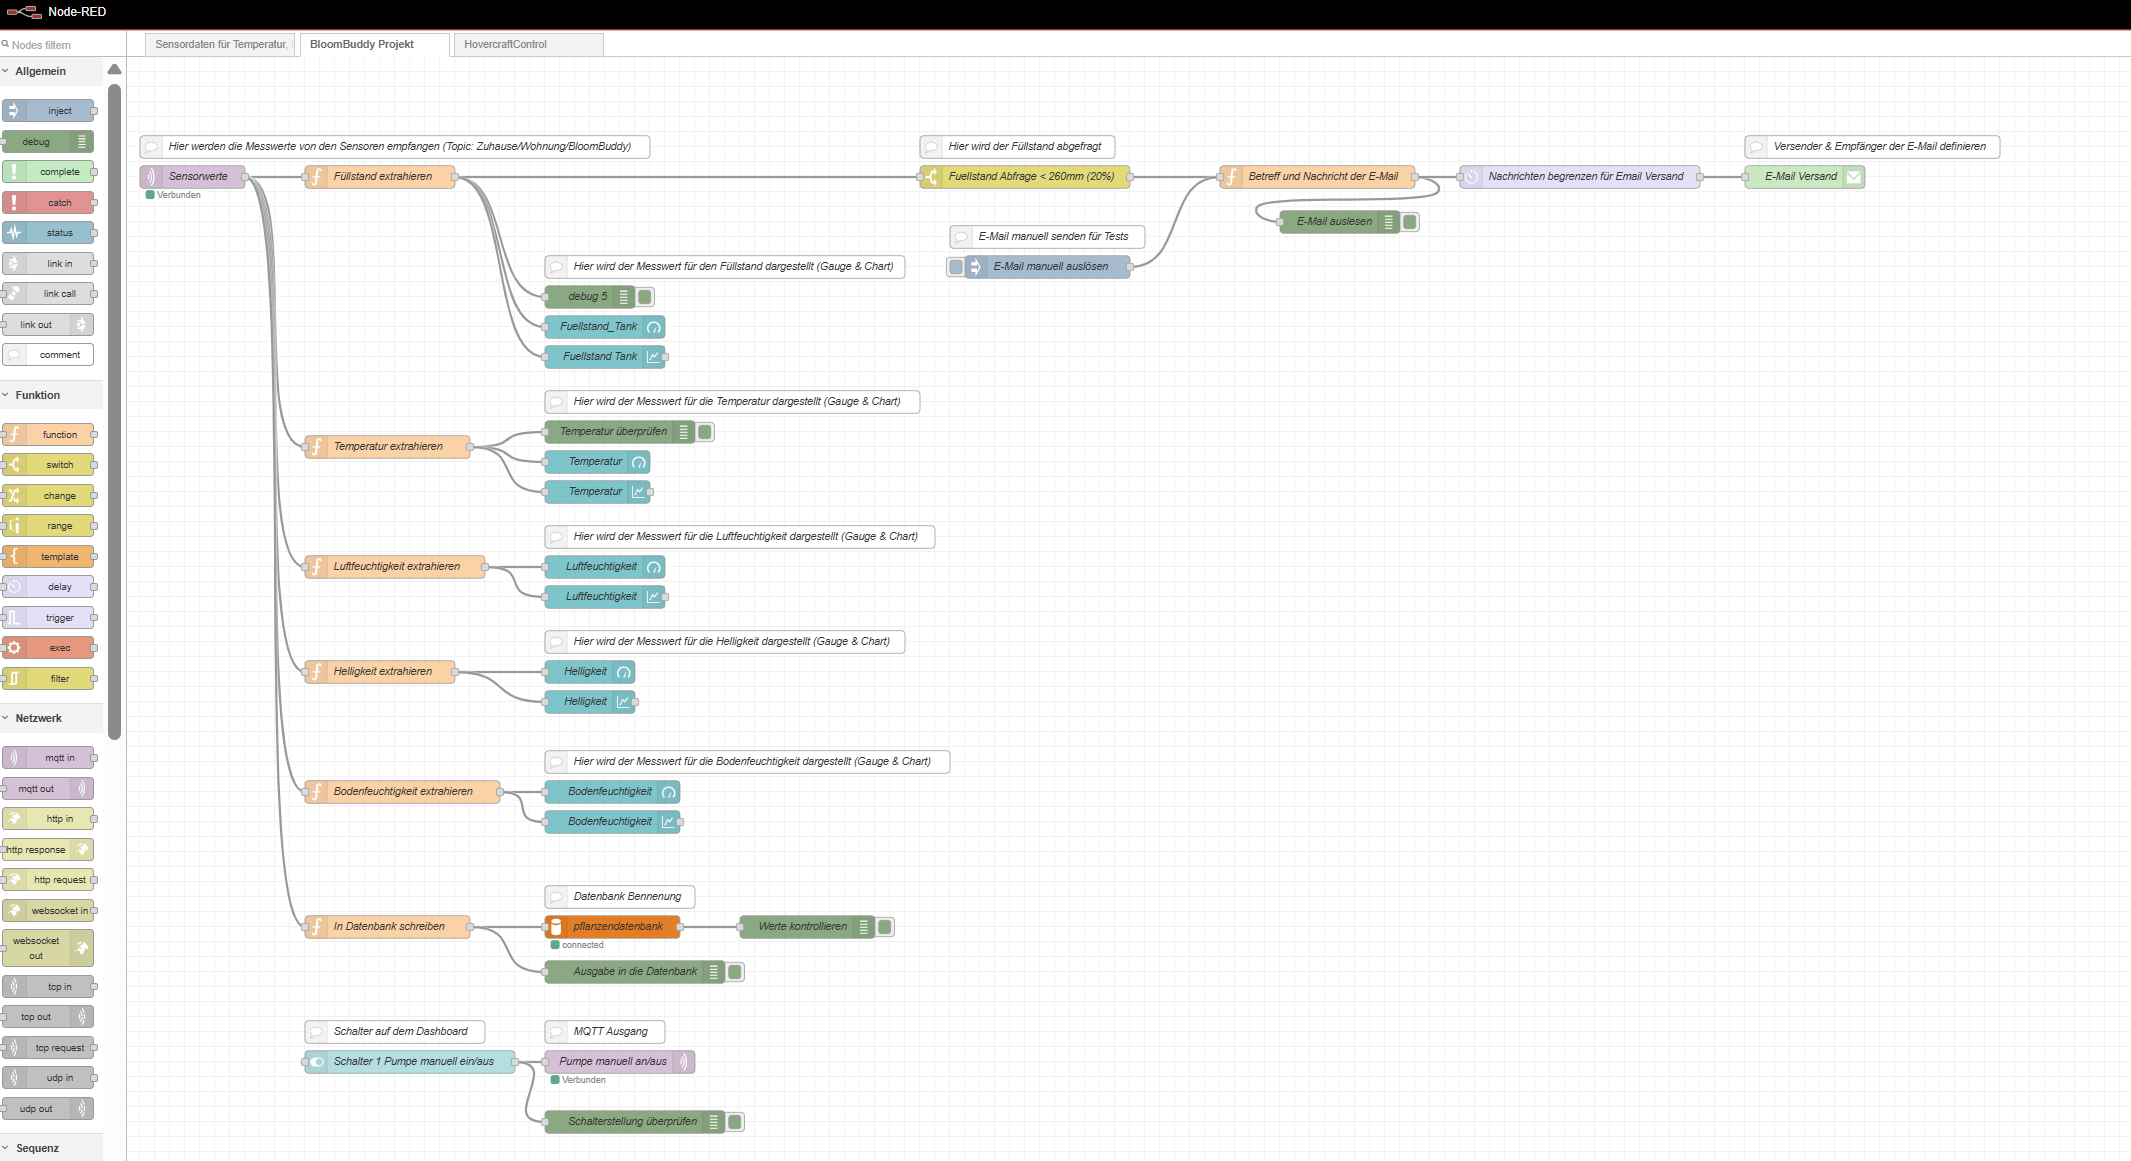 Node-RED
Nodes filtern
Sensordaten für Temperatur,
BloomBuddy Projekt
HovercraftControl
Allgemein
inject
debug
complete
catch
status
link in
link call
link out
comment
Funktion
function
switch
change
range
template
delay
trigger
exec
filter
Netzwerk
mqtt in
mqtt out
http in
http response
http request
websocket in
websocket
out
tcp in
tcp out
tcp request
udp in
udp out
Sequenz
Hier werden die Messwerte von den Sensoren empfangen (Topic: Zuhause/Wohnung/BloomBuddy)
Sensorwerte
Verbunden
Füllstand extrahieren
Hier wird der Füllstand abgefragt
Fuellstand Abfrage < 260mm (20%)
Betreff und Nachricht der E-Mail
Nachrichten begrenzen für Email Versand
Versender & Empfänger der E-Mail definieren
E-Mail Versand
E-Mail auslesen
E-Mail manuell senden für Tests
E-Mail manuell auslösen
Hier wird der Messwert für den Füllstand dargestellt (Gauge & Chart)
debug 5
Fuellstand_Tank
Fuellstand Tank
Hier wird der Messwert für die Temperatur dargestellt (Gauge & Chart)
Temperatur extrahieren
Temperatur überprüfen
Temperatur
Temperatur
Hier wird der Messwert für die Luftfeuchtigkeit dargestellt (Gauge & Chart)
Luftfeuchtigkeit extrahieren
Luftfeuchtigkeit
Luftfeuchtigkeit
Hier wird der Messwert für die Helligkeit dargestellt (Gauge & Chart)
Helligkeit extrahieren
Helligkeit
Helligkeit
Hier wird der Messwert für die Bodenfeuchtigkeit dargestellt (Gauge & Chart)
Bodenfeuchtigkeit extrahieren
Bodenfeuchtigkeit
Bodenfeuchtigkeit
Datenbank Bennenung
In Datenbank schreiben
pflanzendatenbank
connected
Werte kontrollieren
Ausgabe in die Datenbank
Schalter auf dem Dashboard
MQTT Ausgang
Schalter 1 Pumpe manuell ein/aus
Pumpe manuell an/aus
Verbunden
Schalterstellung überprüfen